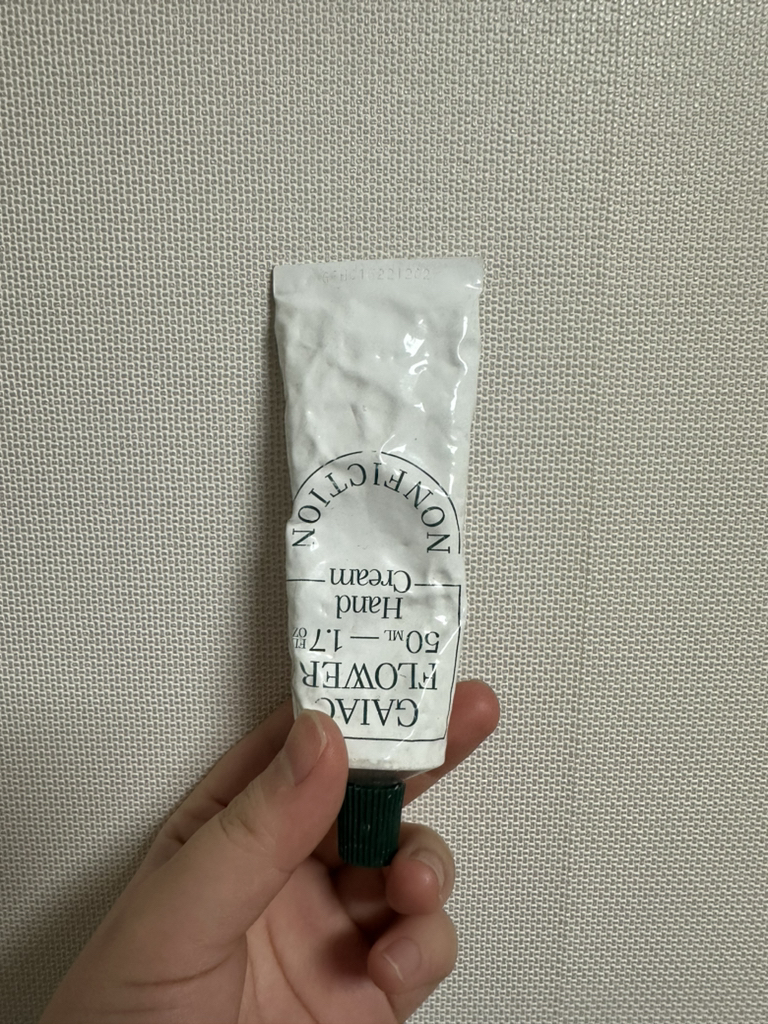 GAIAC
FLOWER
50 ML — 1.7 FL OZ
Hand
Cream
NONFICTION